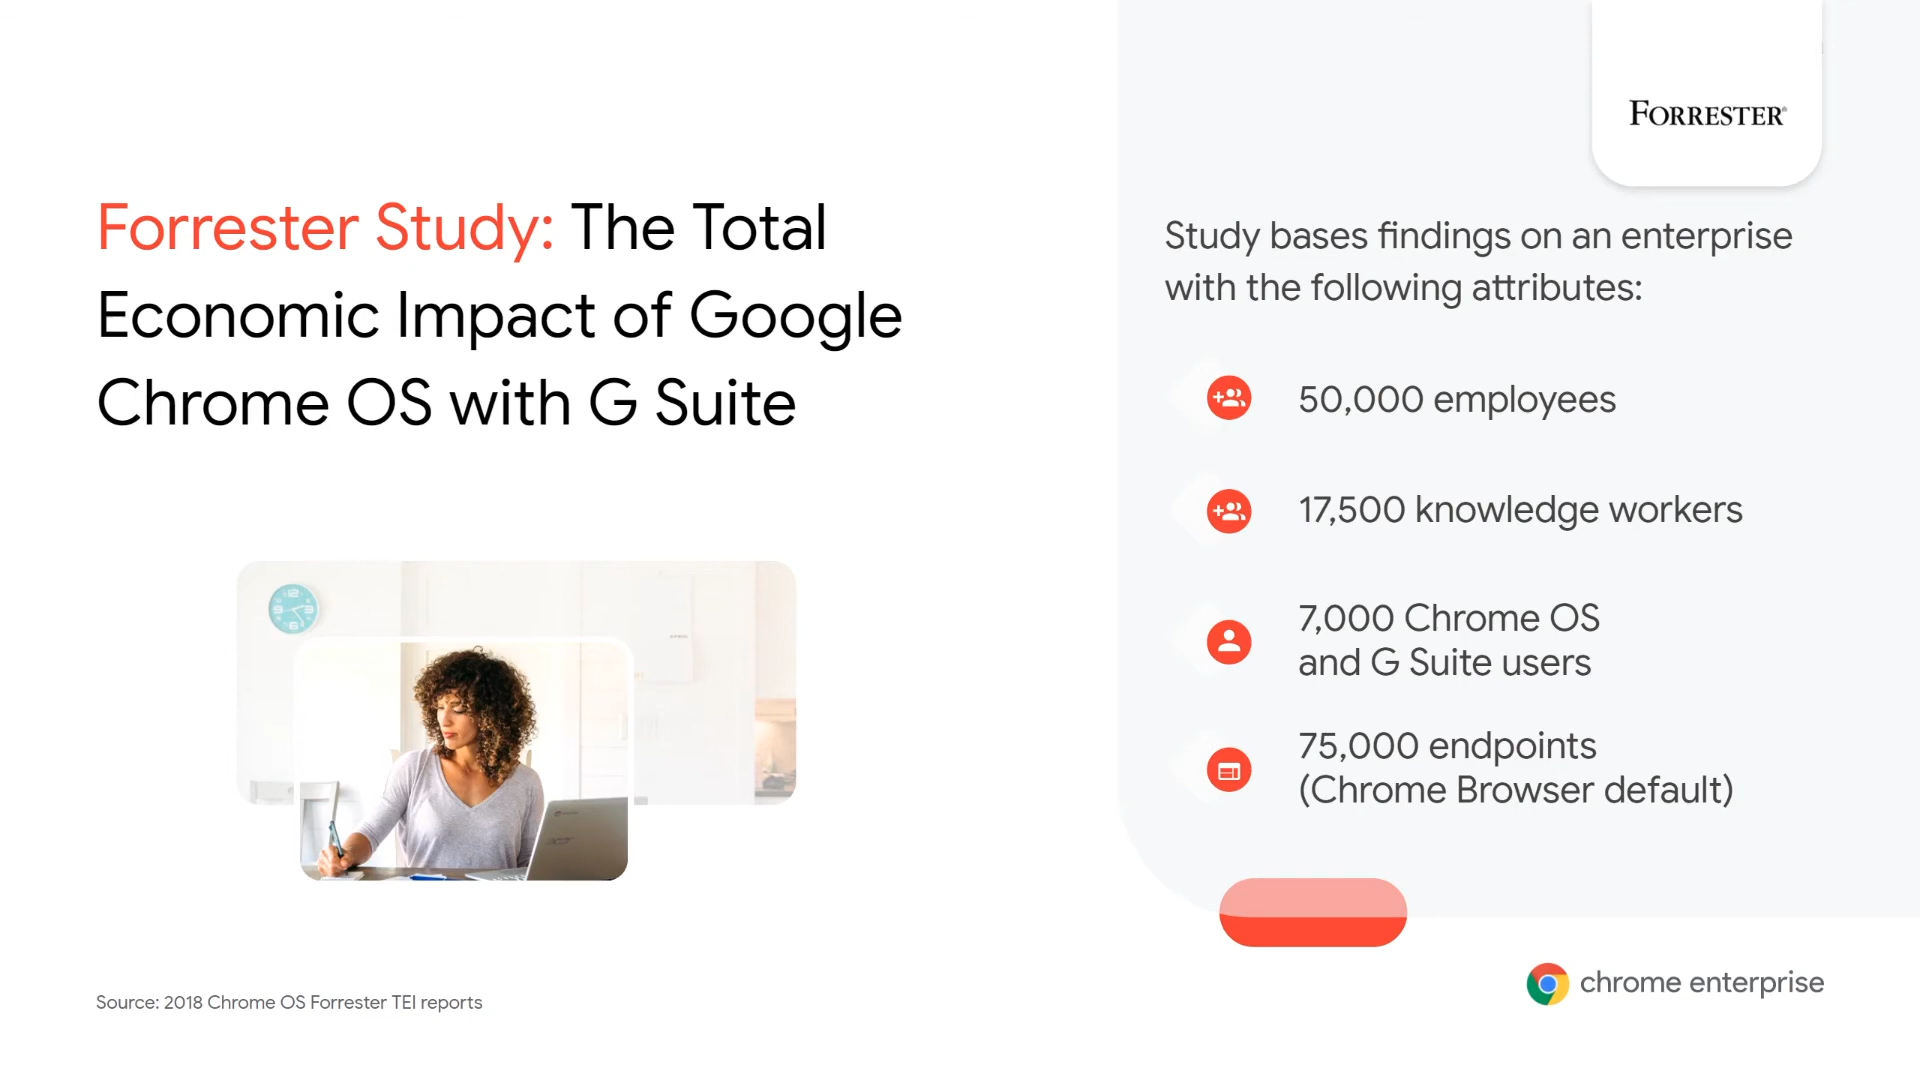 FORRESTER®
Forrester Study: The Total
Economic Impact of Google
Chrome OS with G Suite
Study bases findings on an enterprise
with the following attributes:
50,000 employees
17,500 knowledge workers
7,000 Chrome OS
and G Suite users
75,000 endpoints
(Chrome Browser default)
Source: 2018 Chrome OS Forrester TEI reports
chrome enterprise